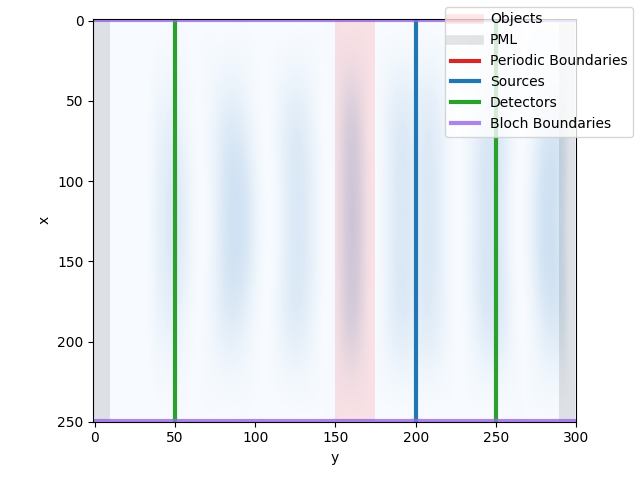 Objects
PML
Periodic Boundaries
Sources
Detectors
Bloch Boundaries
0
50
100
150
200
250
x
0 50 100 150 200 250 300
y